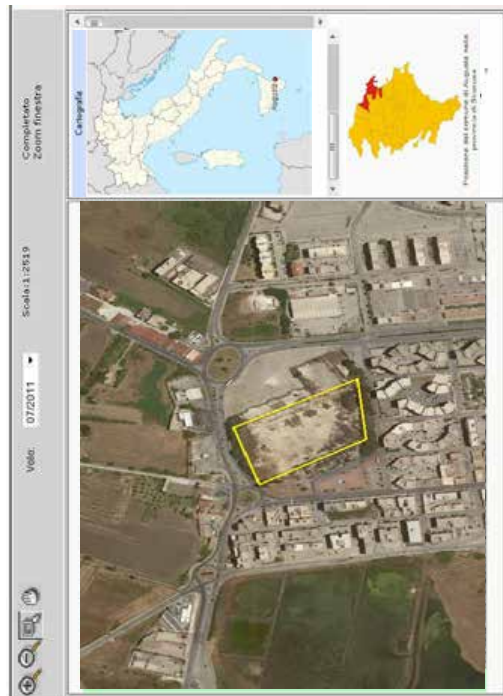 Volo: 07/2011 Scala:1:2519 Completato
Zoom finestra
Cartografia
Augusta
Posizione del comune di Augusta nella
provincia di Siracusa